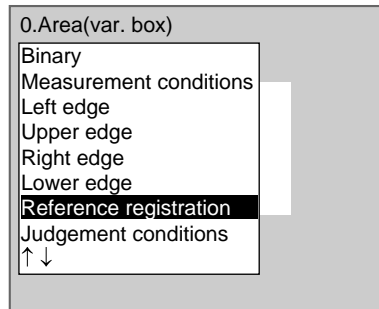 0.Area(var. box)
Binary
Measurement conditions
Left edge
Upper edge
Right edge
Lower edge
Reference registration
Judgement conditions
↑↓